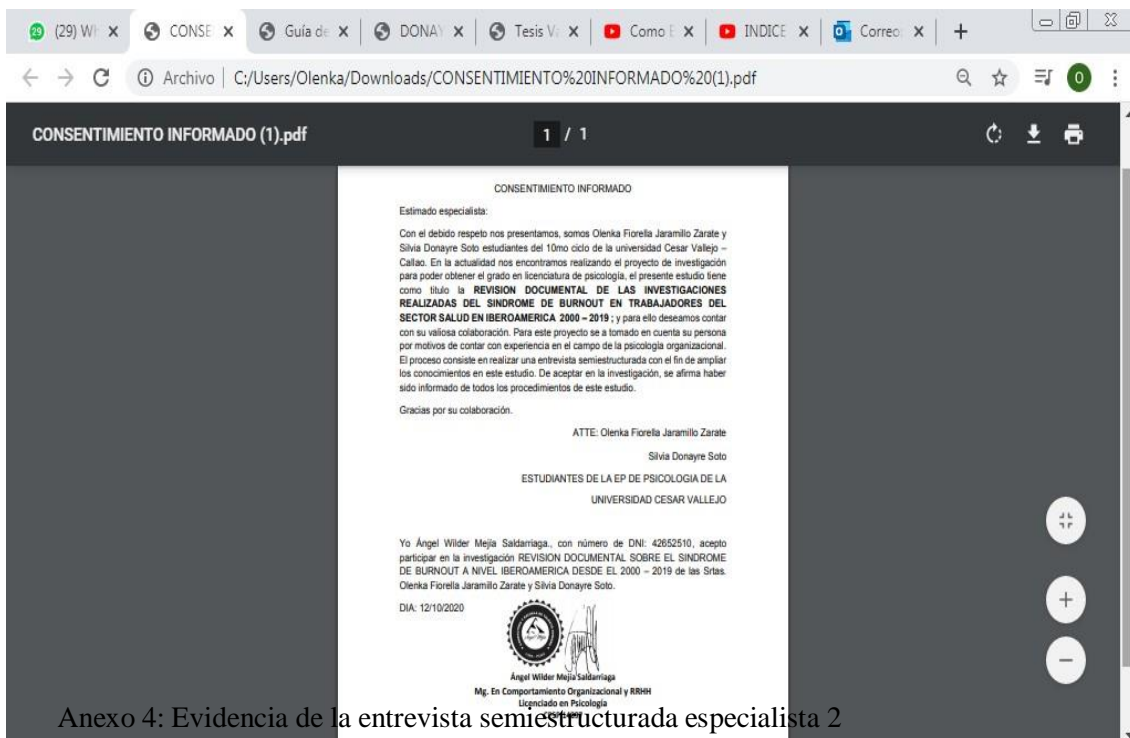 (29) Wh
CONSE
Guía de
DONAY
Tesis Va
Como E
INDICE
Correo:
Archivo | C:/Users/Olenka/Downloads/CONSENTIMIENTO%20INFORMADO%20(1).pdf
O
CONSENTIMIENTO INFORMADO (1).pdf
1 / 1
CONSENTIMIENTO INFORMADO
Estimado especialista:
Con el debido respeto nos presentamos, somos Olenka Fiorella Jaramillo Zarate y
Silvia Donayre Soto estudiantes del 10mo ciclo de la universidad Cesar Vallejo –
Callao. En la actualidad nos encontramos realizando el proyecto de investigación
para poder obtener el grado en licenciatura de psicología, el presente estudio tiene
como titulo la REVISION DOCUMENTAL DE LAS INVESTIGACIONES
REALIZADAS DEL SINDROME DE BURNOUT EN TRABAJADORES DEL
SECTOR SALUD EN IBEROAMERICA 2000 – 2019 ; y para ello deseamos contar
con su valiosa colaboración. Para este proyecto se a tomado en cuenta su persona
por motivos de contar con experiencia en el campo de la psicología organizacional.
El proceso consiste en realizar una entrevista semiestructurada con el fin de ampliar
los conocimientos en este estudio. De aceptar en la investigación, se afirma haber
sido informado de todos los procedimientos de este estudio.
Gracias por su colaboración.
ATTE: Olenka Fiorella Jaramillo Zarate
Silvia Donayre Soto
ESTUDIANTES DE LA EP DE PSICOLOGIA DE LA
UNIVERSIDAD CESAR VALLEJO
Yo Ángel Wilder Mejía Saldarriaga., con número de DNI: 42652510, acepto
participar en la investigación REVISION DOCUMENTAL SOBRE EL SINDROME
DE BURNOUT A NIVEL IBEROAMERICA DESDE EL 2000 – 2019 de las Srtas.
Olenka Fiorella Jaramillo Zarate y Silvia Donayre Soto.
DIA: 12/10/2020
Ángel Wilder Mejía Saldarriaga
Mg. En Comportamiento Organizacional y RRHH
Licenciado en Psicología
Anexo 4: Evidencia de la entrevista semiestructurada especialista 2